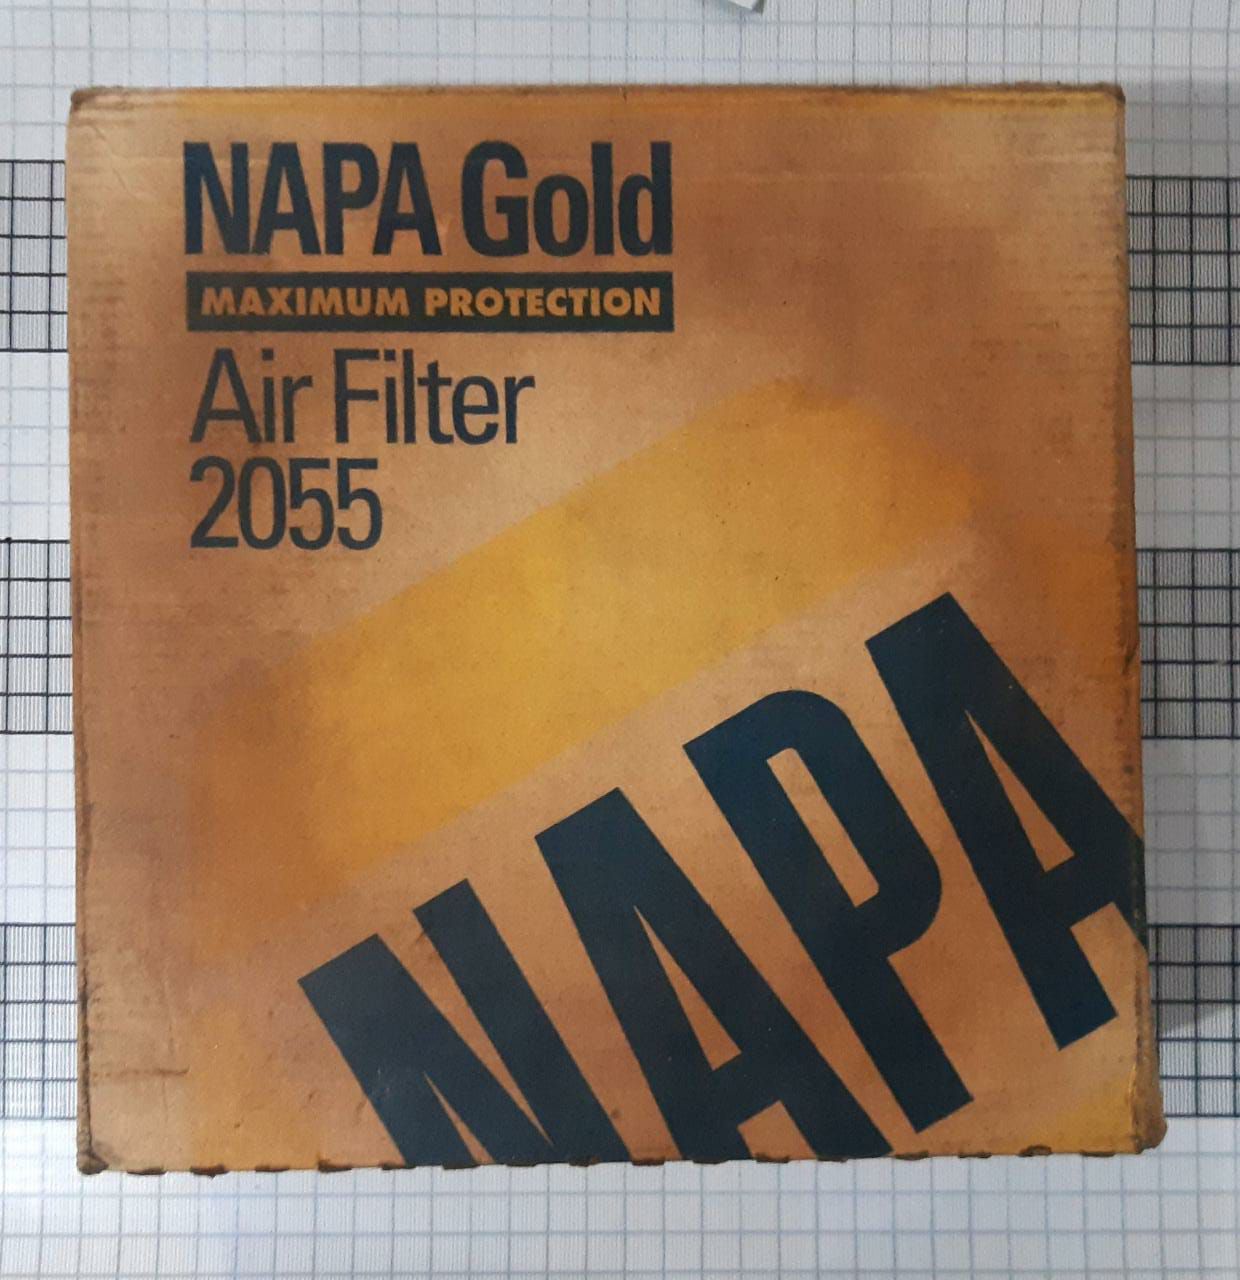 NAPA Gold
MAXIMUM PROTECTION
Air Filter
2055
NAPA